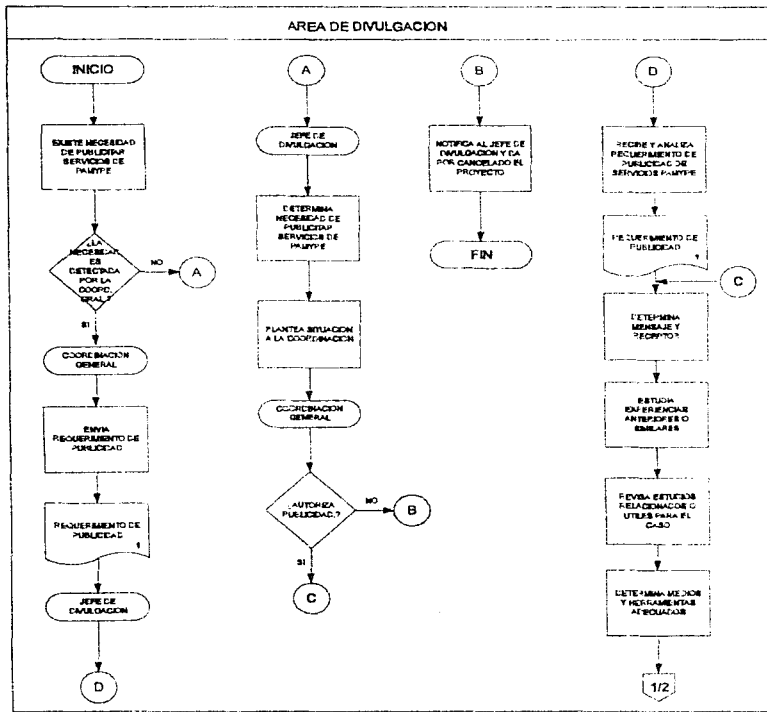 AREA DE DIVULGACION
INICIO
EXISTE NECESIDAD
DE PUBLICITAR
SERVICIOS DE
PAMYPE
¿LA
NECESIDAD
ES
DETECTADA
POR LA
COORD.
GRAL.?
NO
A
SI
COORDINACION
GENERAL
ENVIA
REQUERIMIENTO DE
PUBLICIDAD
REQUERIMIENTO DE
PUBLICIDAD
1
JEFE DE
DIVULGACION
D
A
JEFE DE
DIVULGACION
DETERMINA
NECESIDAD DE
PUBLICITAR
SERVICIOS DE
PAMYPE
PLANTEA SITUACION
A LA COORDINACION
COORDINACION
GENERAL
¿AUTORIZA
PUBLICIDAD.?
NO
B
SI
C
B
NOTIFICA AL JEFE DE
DIVULGACION Y DA
POR CANCELADO EL
PROYECTO
FIN
D
RECIBE Y ANALIZA
REQUERIMIENTO DE
PUBLICIDAD DE
SERVICIOS PAMYPE
REQUERIMIENTO DE
PUBLICIDAD
1
C
DETERMINA
MENSAJE Y
RECEPTOR
ESTUDIA
EXPERIENCIAS
ANTERIORES O
SIMILARES
REVISA ESTUDIOS
RELACIONADOS O
UTILES PARA EL
CASO
DETERMINA MEDIOS
Y HERRAMIENTAS
ADECUADOS
1/2